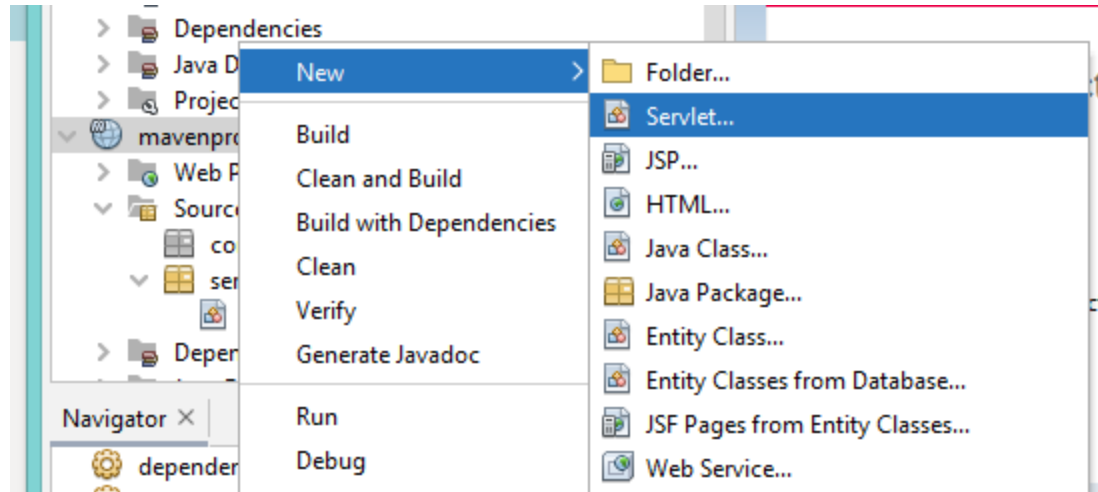 Dependencies
Java D
Projec
mavenpro
Web P
Source
co
ser
Depen
Navigator ×
depender
New
Build
Clean and Build
Build with Dependencies
Clean
Verify
Generate Javadoc
Run
Debug
Folder...
Servlet...
JSP...
HTML...
Java Class...
Java Package...
Entity Class...
Entity Classes from Database...
JSF Pages from Entity Classes...
Web Service...